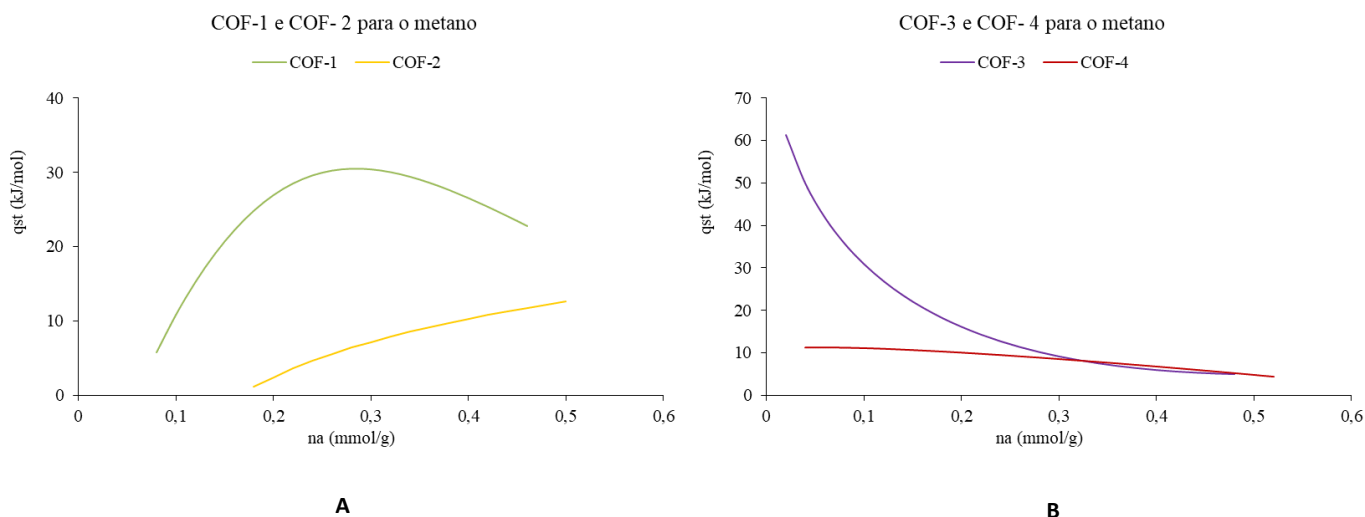 COF-1 e COF- 2 para o metano
COF-1 COF-2
40
30
20
10
0
qst (kJ/mol)
0 0,1 0,2 0,3 0,4 0,5 0,6
na (mmol/g)
A
COF-3 e COF- 4 para o metano
COF-3 COF-4
70
60
50
40
30
20
10
0
qst (kJ/mol)
0 0,1 0,2 0,3 0,4 0,5 0,6
na (mmol/g)
B